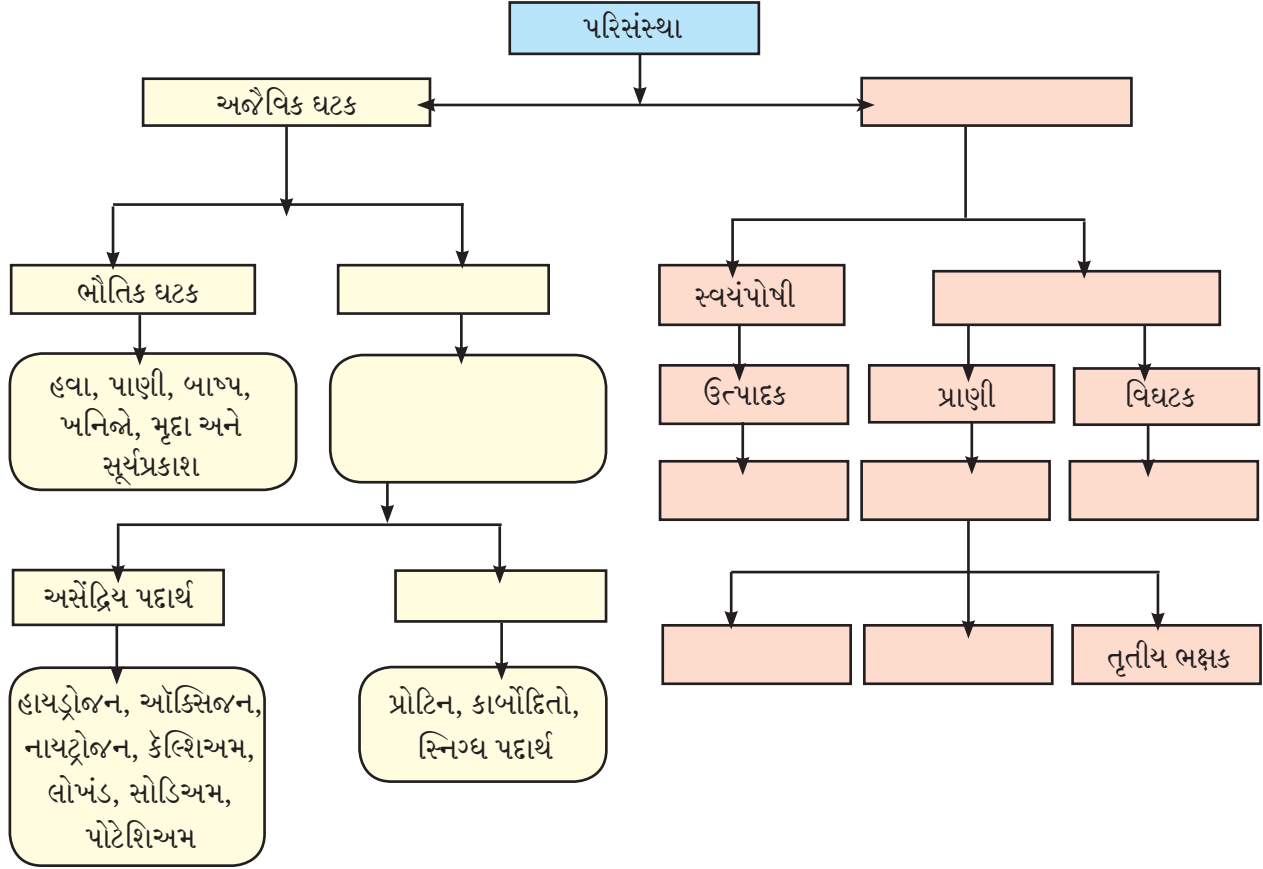 પરિસંસ્થા
અજૈવિક ઘટક
ભૌતિક ઘટક
સ્વયંપોષી
હવા, પાણી, બાષ્પ,
ખનિજો, મૃદા અને
સૂર્યપ્રકાશ
ઉત્પાદક
પ્રાણી
વિઘટક
અસેંદ્રિય પદાર્થ
તૃતીય ભક્ષક
હાયડ્રોજન, ઑક્સિજન,
નાયટ્રોજન, કૅલ્શિઅમ,
લોખંડ, સોડિઅમ,
પોટેશિઅમ
પ્રોટિન, કાર્બોદિતો,
સ્નિગ્ધ પદાર્થ